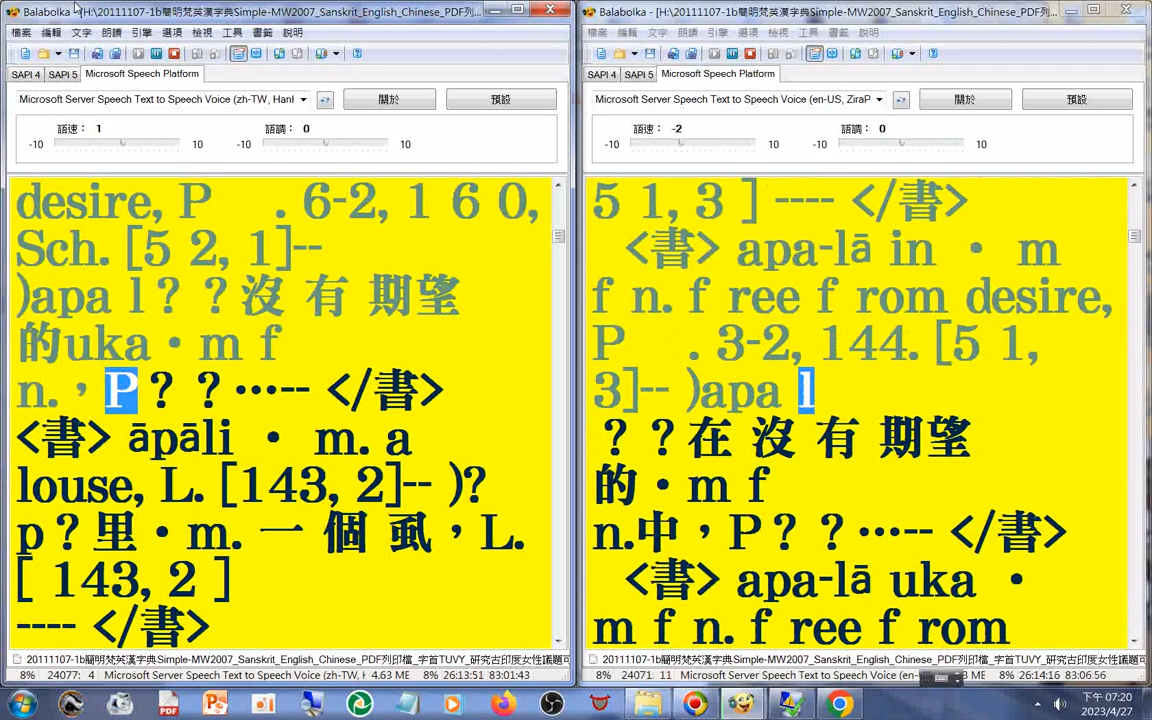 Balabolka - [H:\20111107-1b簡明梵英漢字典Simple-MW2007_Sanskrit_English_Chinese_PDF列...
檔案 編輯 文字 朗讀 引擎 選項 檢視 工具 書籤 說明
SAPI 4 SAPI 5 Microsoft Speech Platform
Microsoft Server Speech Text to Speech Voice (zh-TW, HanH 關於 預設
語速： 1 語調： 0
-10 10 -10 10
desire, P . 6-2, 1 6 0,
Sch. [5 2, 1]--
)apa l？？沒 有 期望
的uka・m f
n.，P？？…-- </書>
<書> āpāli ・ m. a
louse, L. [143, 2]-- )?
p？里・m. 一 個 虱，L.
[ 143, 2 ]
---- </書>
20111107-1b簡明梵英漢字典Simple-MW2007_Sanskrit_English_Chinese_PDF列印檔_字首TUVY_研究古印度女性議題可
8% 24077: 1 Microsoft Server Speech Text to Speech Voice (zh-TW, H 4.63 MB 8% 26:13:51 83:01:43
Balabolka - [H:\20111107-1b簡明梵英漢字典Simple-MW2007_Sanskrit_English_Chinese_PDF列印...
檔案 編輯 文字 朗讀 引擎 選項 檢視 工具 書籤 說明
SAPI 4 SAPI 5 Microsoft Speech Platform
Microsoft Server Speech Text to Speech Voice (en-US, ZiraP 關於 預設
語速： -2 語調： 0
-10 10 -10 10
5 1, 3 ] ---- </書>
<書> apa-lā in ・ m
f n. f ree f rom desire,
P . 3-2, 144. [5 1,
3]-- )apa l
？？在 沒 有 期望
的・m f
n.中，P？？…-- </書>
<書> apa-lā uka ・
m f n. f ree f rom
20111107-1b簡明梵英漢字典Simple-MW2007_Sanskrit_English_Chinese_PDF列印檔_字首TUVY_研究古印度女性議題可
8% 24071: 11 Microsoft Server Speech Text to Speech Voice 8% 26:14:16 83:06:56
下午 07:20
2023/4/27